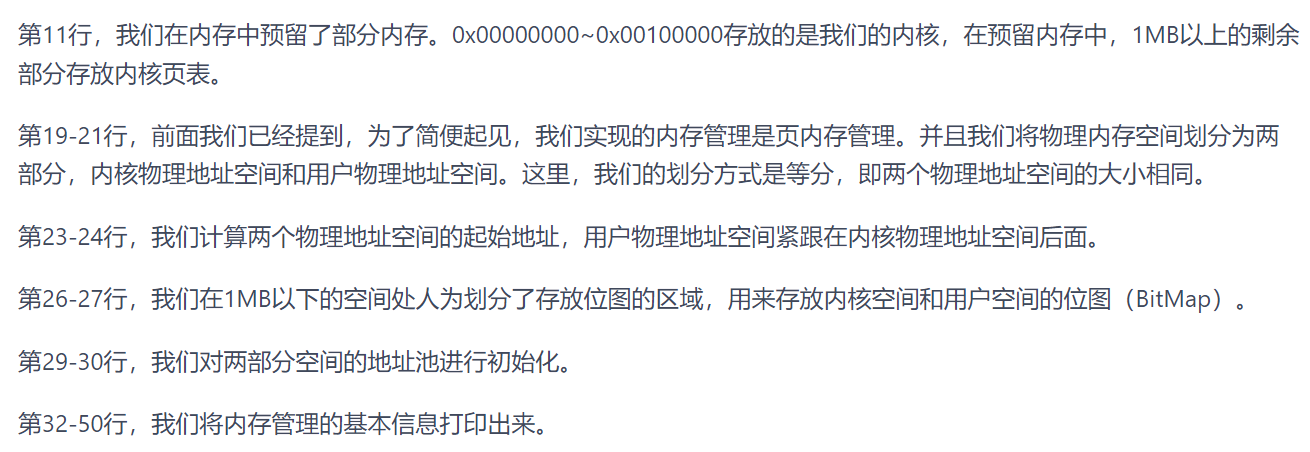 第11行，我们在内存中预留了部分内存。0x00000000~0x00100000存放的是我们的内核，在预留内存中，1MB以上的剩余
部分存放内核页表。
第19-21行，前面我们已经提到，为了简便起见，我们实现的内存管理是页内存管理。并且我们将物理内存空间划分为两
部分，内核物理地址空间和用户物理地址空间。这里，我们的划分方式是等分，即两个物理地址空间的大小相同。
第23-24行，我们计算两个物理地址空间的起始地址，用户物理地址空间紧跟在内核物理地址空间后面。
第26-27行，我们在1MB以下的空间处人为划分了存放位图的区域，用来存放内核空间和用户空间的位图（BitMap）。
第29-30行，我们对两部分空间的地址池进行初始化。
第32-50行，我们将内存管理的基本信息打印出来。